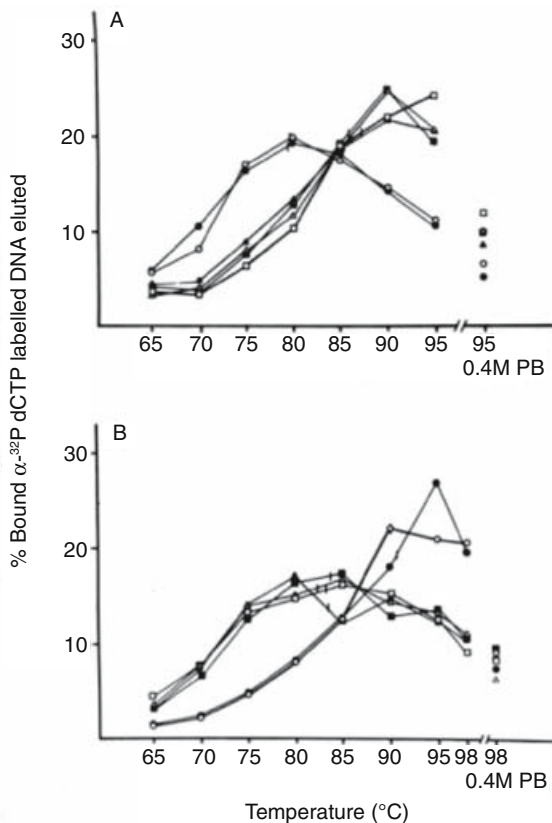 A
30
20
10
65 70 75 80 85 90 95 95
0.4M PB
% Bound α-³²P dCTP labelled DNA eluted
B
30
20
10
65 70 75 80 85 90 95 98 98
0.4M PB
Temperature (°C)